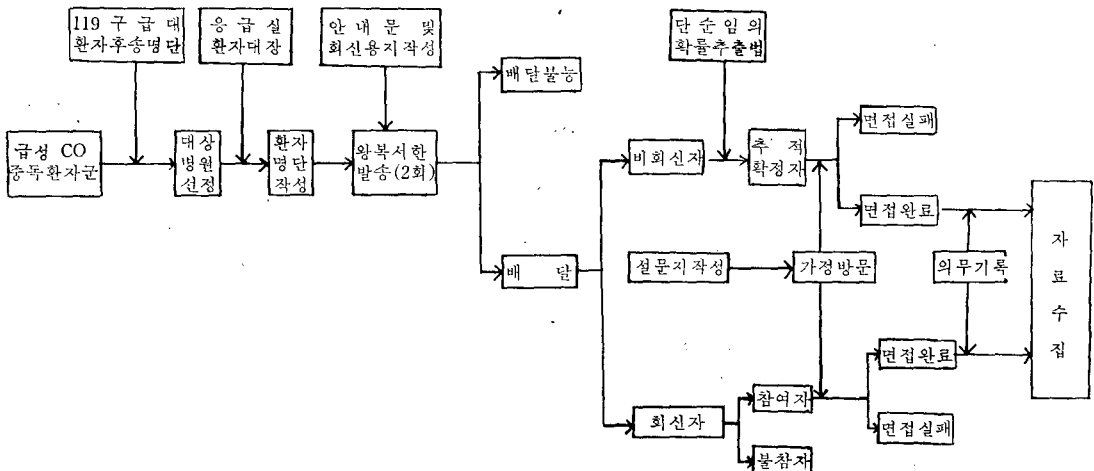 119 구급대
환자후송명단
응급실
환자대장
안내문 및
회신용지작성
단순임의
확률추출법
배달불능
급성 CO
중독환자군
대상
병원
선정
환자
명단
작성
왕복서한
발송(2회)
비회신자
추적
확정자
면접실패
면접완료
배달
설문지작성
가정방문
의무기록
자
료
수
집
회신자
참여자
불참자
면접완료
면접실패